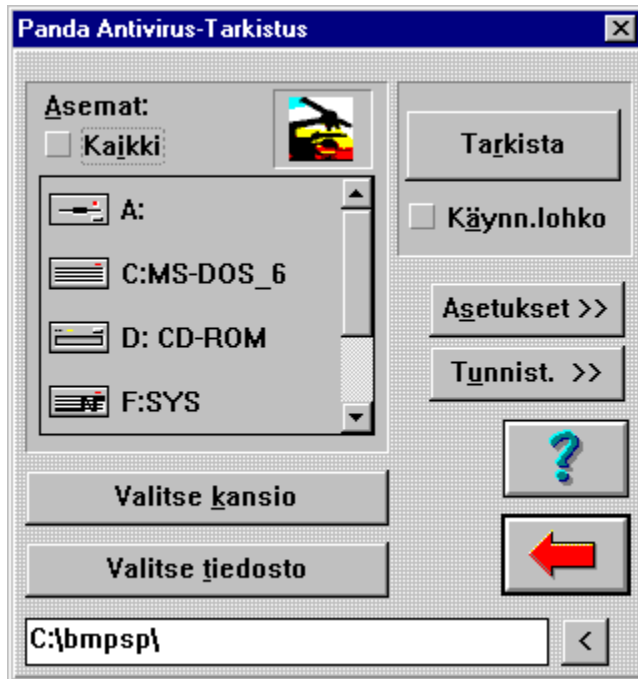 Panda Antivirus-Tarkistus
Asemat:
Kaikki
A:
C:MS-DOS_6
D: CD-ROM
F:SYS
Tarkista
Käynn.lohko
Asetukset >>
Tunnist. >>
?
Valitse kansio
Valitse tiedosto
C:\bmpsp\
<